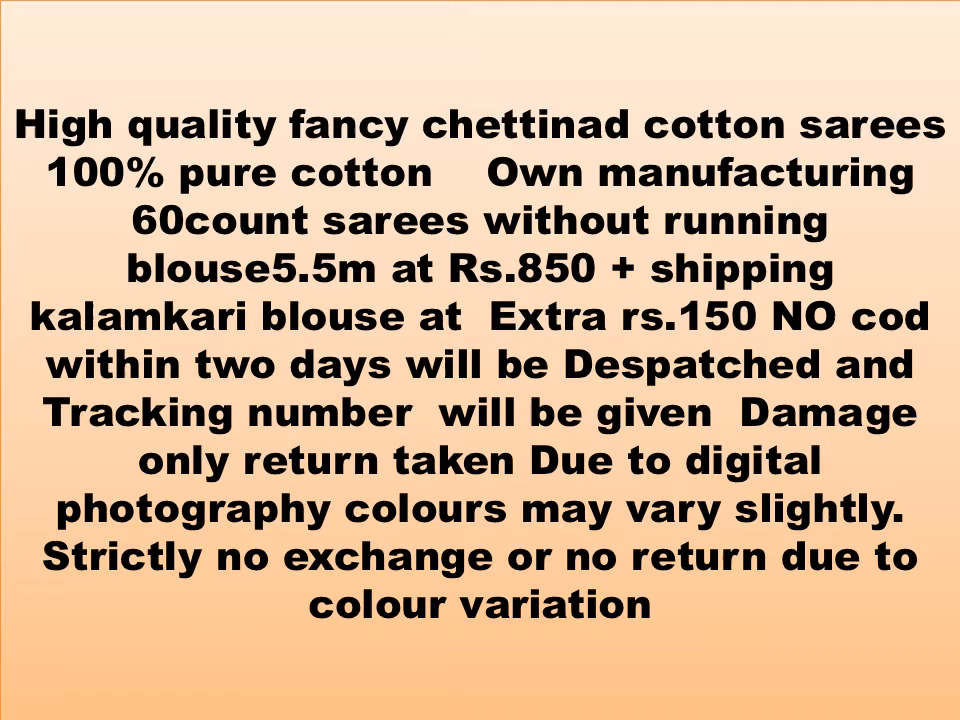 High quality fancy chettinad cotton sarees
100% pure cotton    Own manufacturing
60count sarees without running
blouse5.5m at Rs.850 + shipping
kalamkari blouse at  Extra rs.150 NO cod
within two days will be Despatched and
Tracking number  will be given  Damage
only return taken Due to digital
photography colours may vary slightly.
Strictly no exchange or no return due to
colour variation